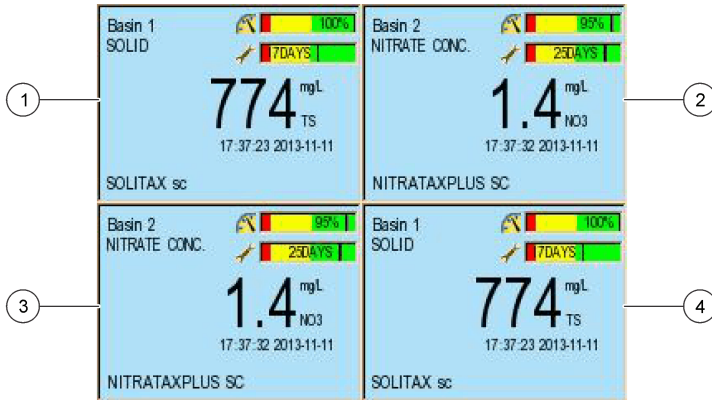 Basin 1
SOLID
100%
7DAYS
774 mg/L TS
17:37:23 2013-11-11
SOLITAX sc
1
Basin 2
NITRATE CONC.
95%
25DAYS
1.4 mg/L NO3
17:37:32 2013-11-11
NITRATAXPLUS SC
2
Basin 2
NITRATE CONC.
95%
25DAYS
1.4 mg/L NO3
17:37:32 2013-11-11
NITRATAXPLUS SC
3
Basin 1
SOLID
100%
7DAYS
774 mg/L TS
17:37:23 2013-11-11
SOLITAX sc
4